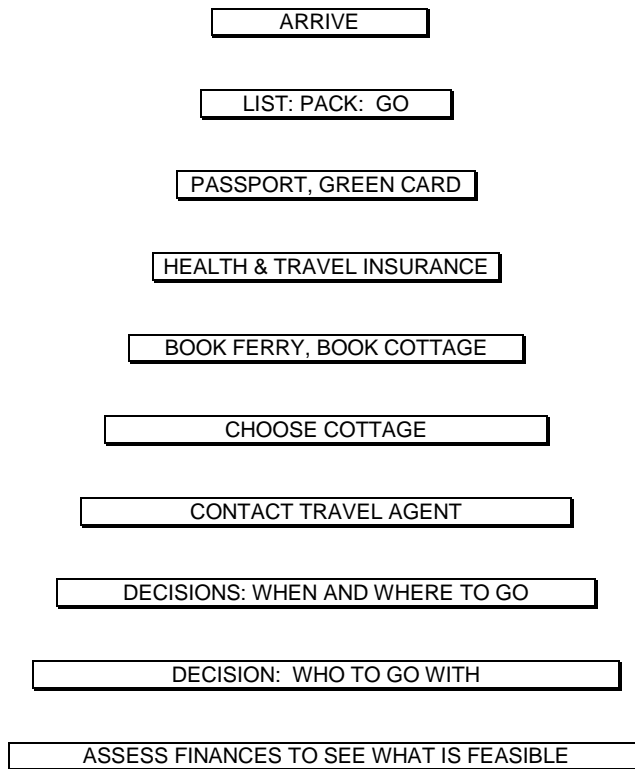 ARRIVE
LIST: PACK: GO
PASSPORT, GREEN CARD
HEALTH & TRAVEL INSURANCE
BOOK FERRY, BOOK COTTAGE
CHOOSE COTTAGE
CONTACT TRAVEL AGENT
DECISIONS: WHEN AND WHERE TO GO
DECISION: WHO TO GO WITH
ASSESS FINANCES TO SEE WHAT IS FEASIBLE